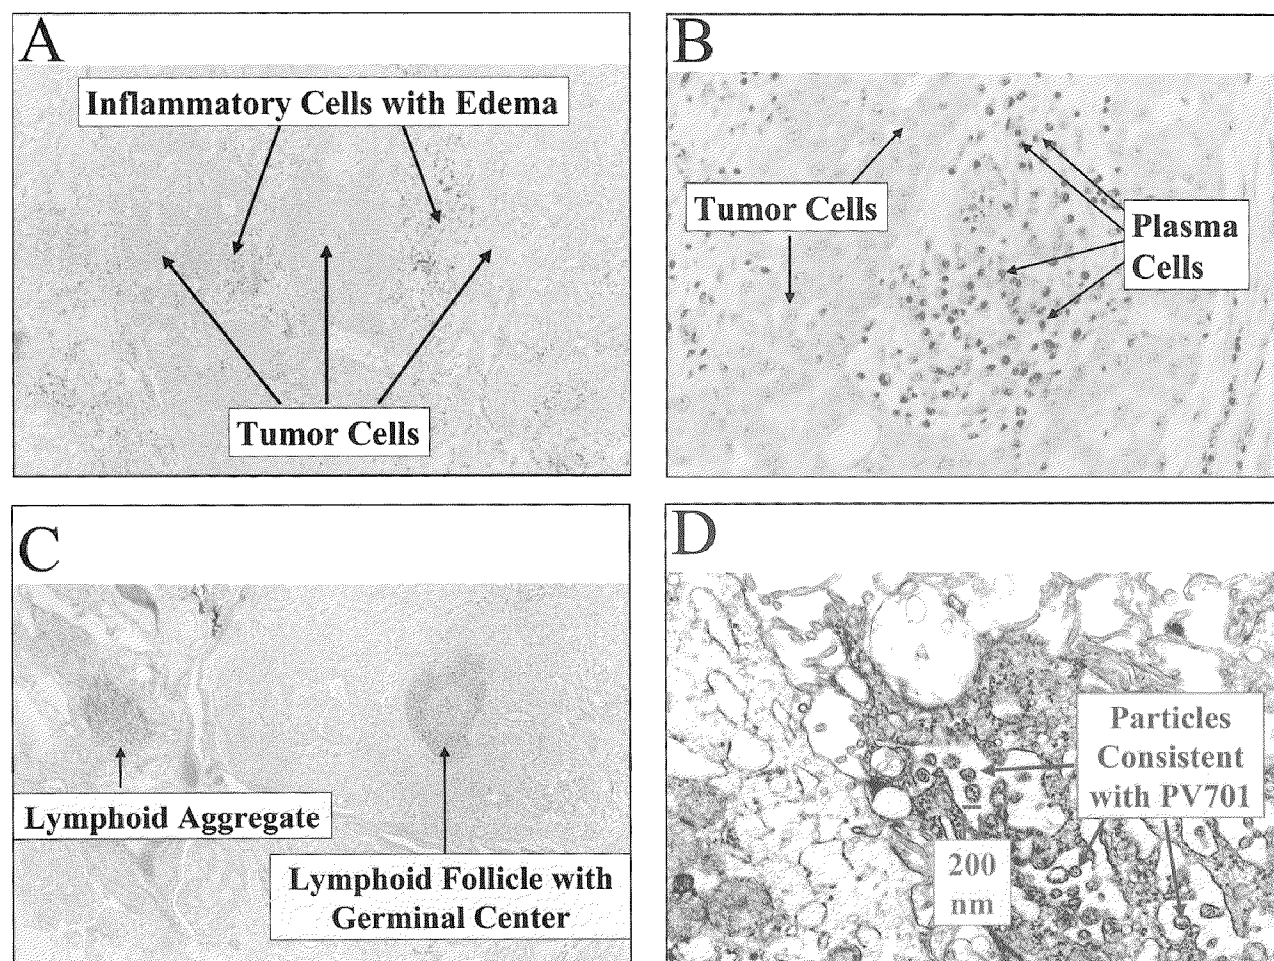 A
Inflammatory Cells with Edema
Tumor Cells
B
Tumor Cells
Plasma
Cells
C
Lymphoid Aggregate
Lymphoid Follicle with
Germinal Center
D
Particles
Consistent
with PV701
200
nm